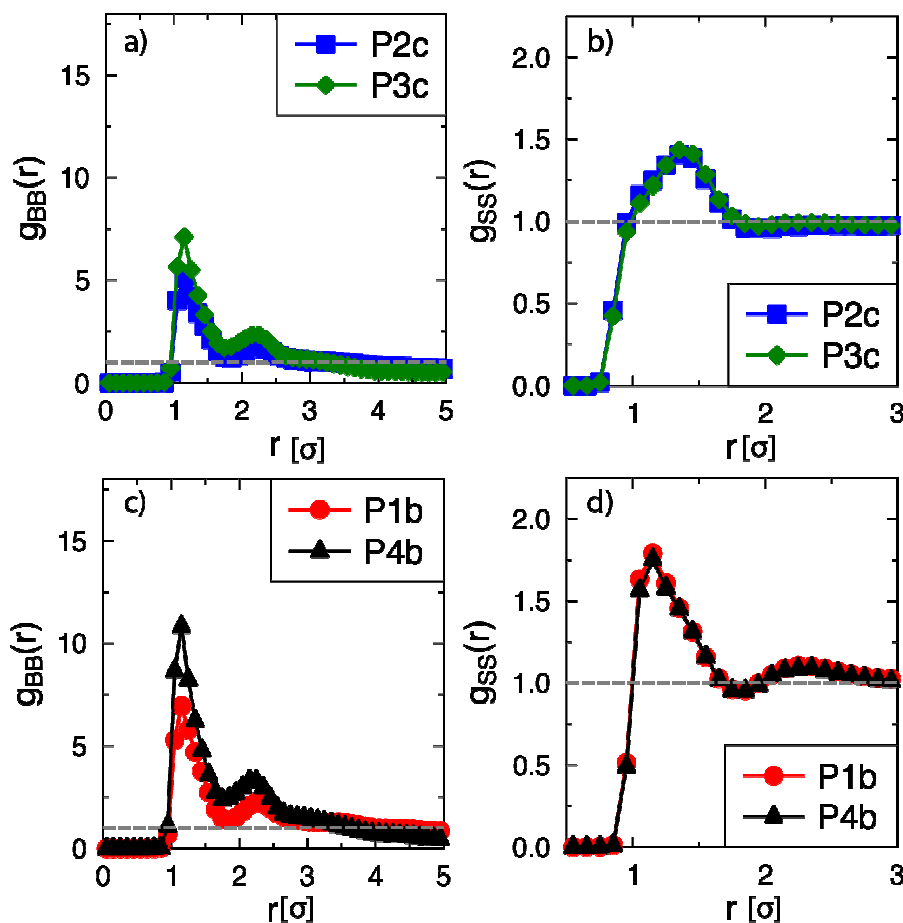 a)
P2c
P3c
15
10
5
0
g_BB(r)
0 1 2 3 4 5
r [σ]
b)
2.0
1.5
1.0
0.5
0.0
g_SS(r)
P2c
P3c
1 2 3
r [σ]
c)
P1b
P4b
15
10
5
0
g_BB(r)
0 1 2 3 4 5
r [σ]
d)
2.0
1.5
1.0
0.5
0.0
g_SS(r)
P1b
P4b
1 2 3
r [σ]